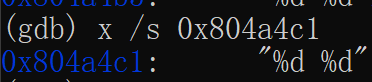 (gdb) x /s 0x804a4c1
0x804a4c1:      "%d %d"